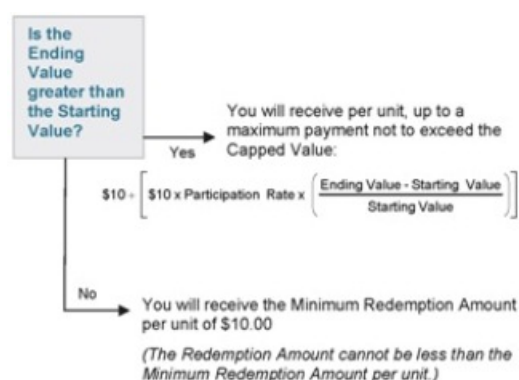 Is the
Ending
Value
greater than
the Starting
Value?
Yes
You will receive per unit, up to a
maximum payment not to exceed the
Capped Value:
$10 + [ $10 x Participation Rate x ( Ending Value - Starting Value
Starting Value ) ]
No
You will receive the Minimum Redemption Amount
per unit of $10.00
(The Redemption Amount cannot be less than the
Minimum Redemption Amount per unit.)